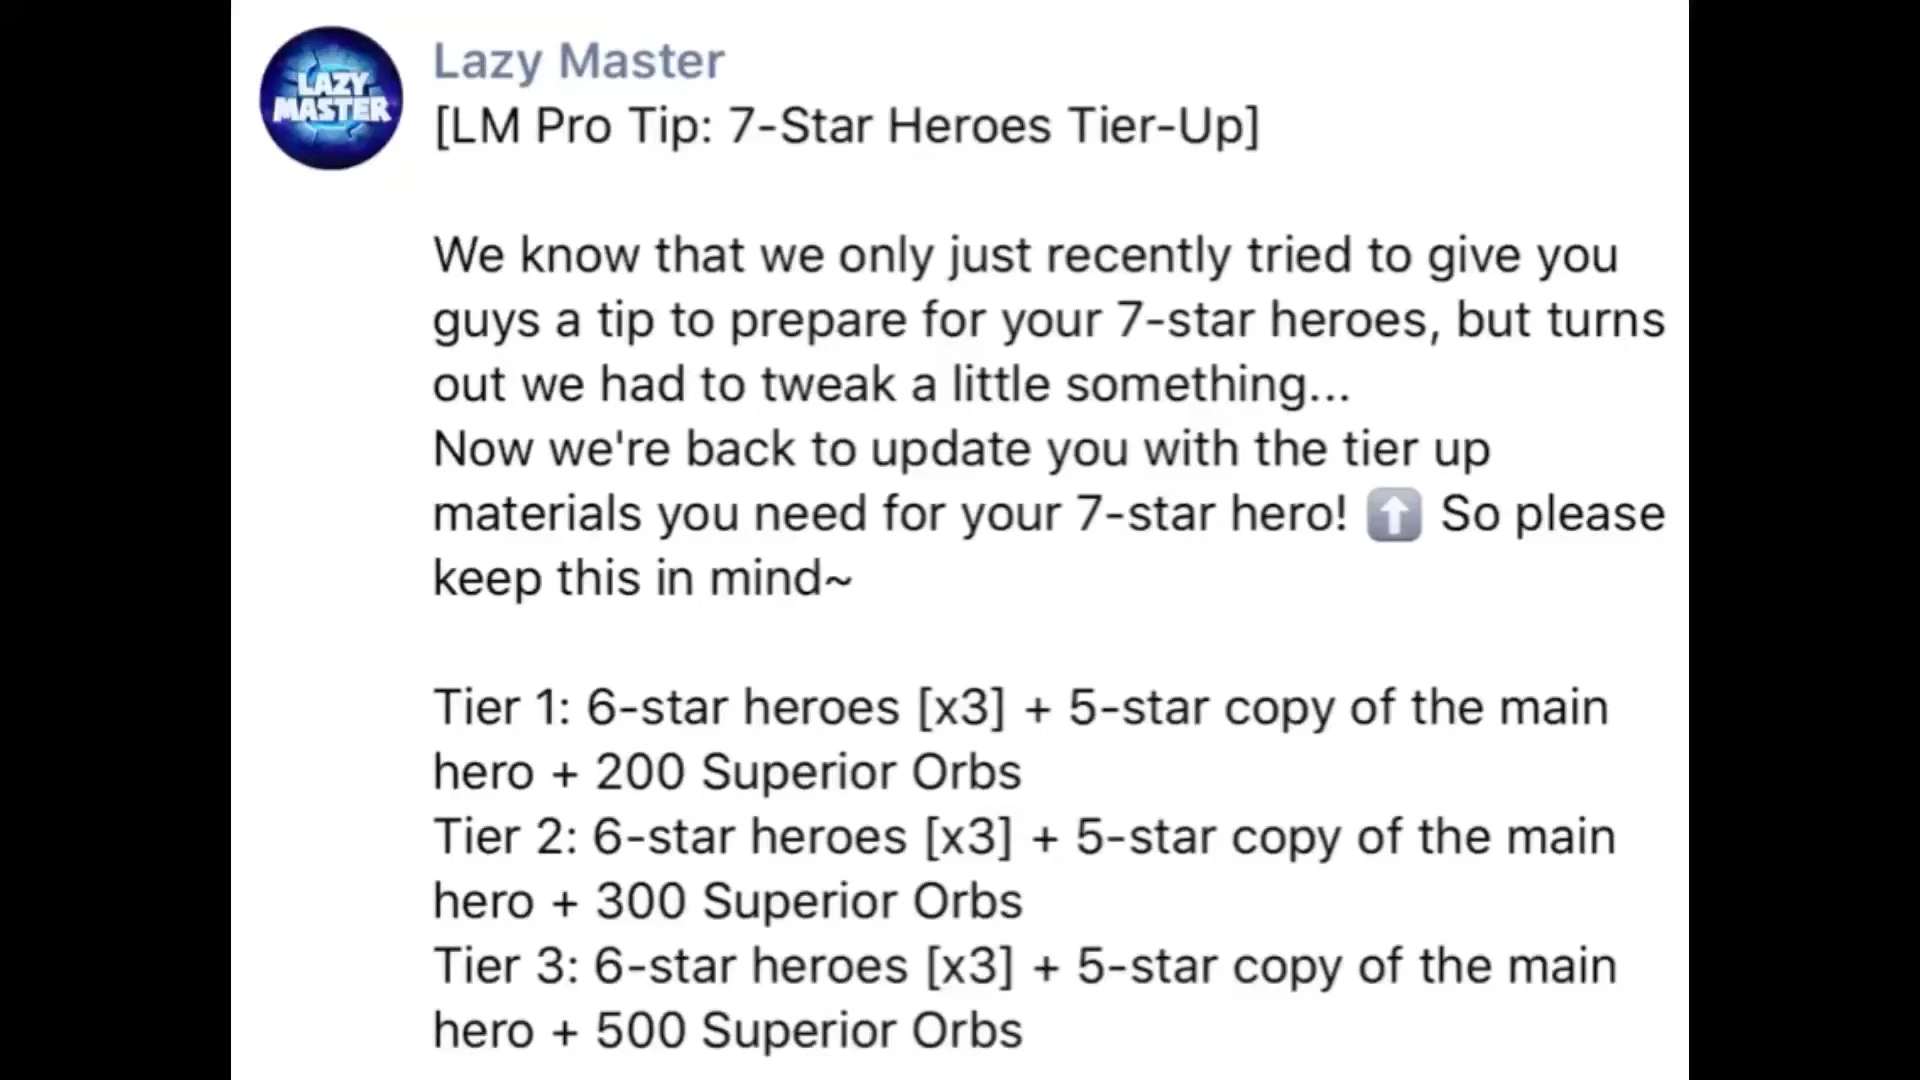 LAZY
MASTER
Lazy Master
[LM Pro Tip: 7-Star Heroes Tier-Up]
We know that we only just recently tried to give you
guys a tip to prepare for your 7-star heroes, but turns
out we had to tweak a little something...
Now we're back to update you with the tier up
materials you need for your 7-star hero! ⬆️ So please
keep this in mind~
Tier 1: 6-star heroes [x3] + 5-star copy of the main
hero + 200 Superior Orbs
Tier 2: 6-star heroes [x3] + 5-star copy of the main
hero + 300 Superior Orbs
Tier 3: 6-star heroes [x3] + 5-star copy of the main
hero + 500 Superior Orbs